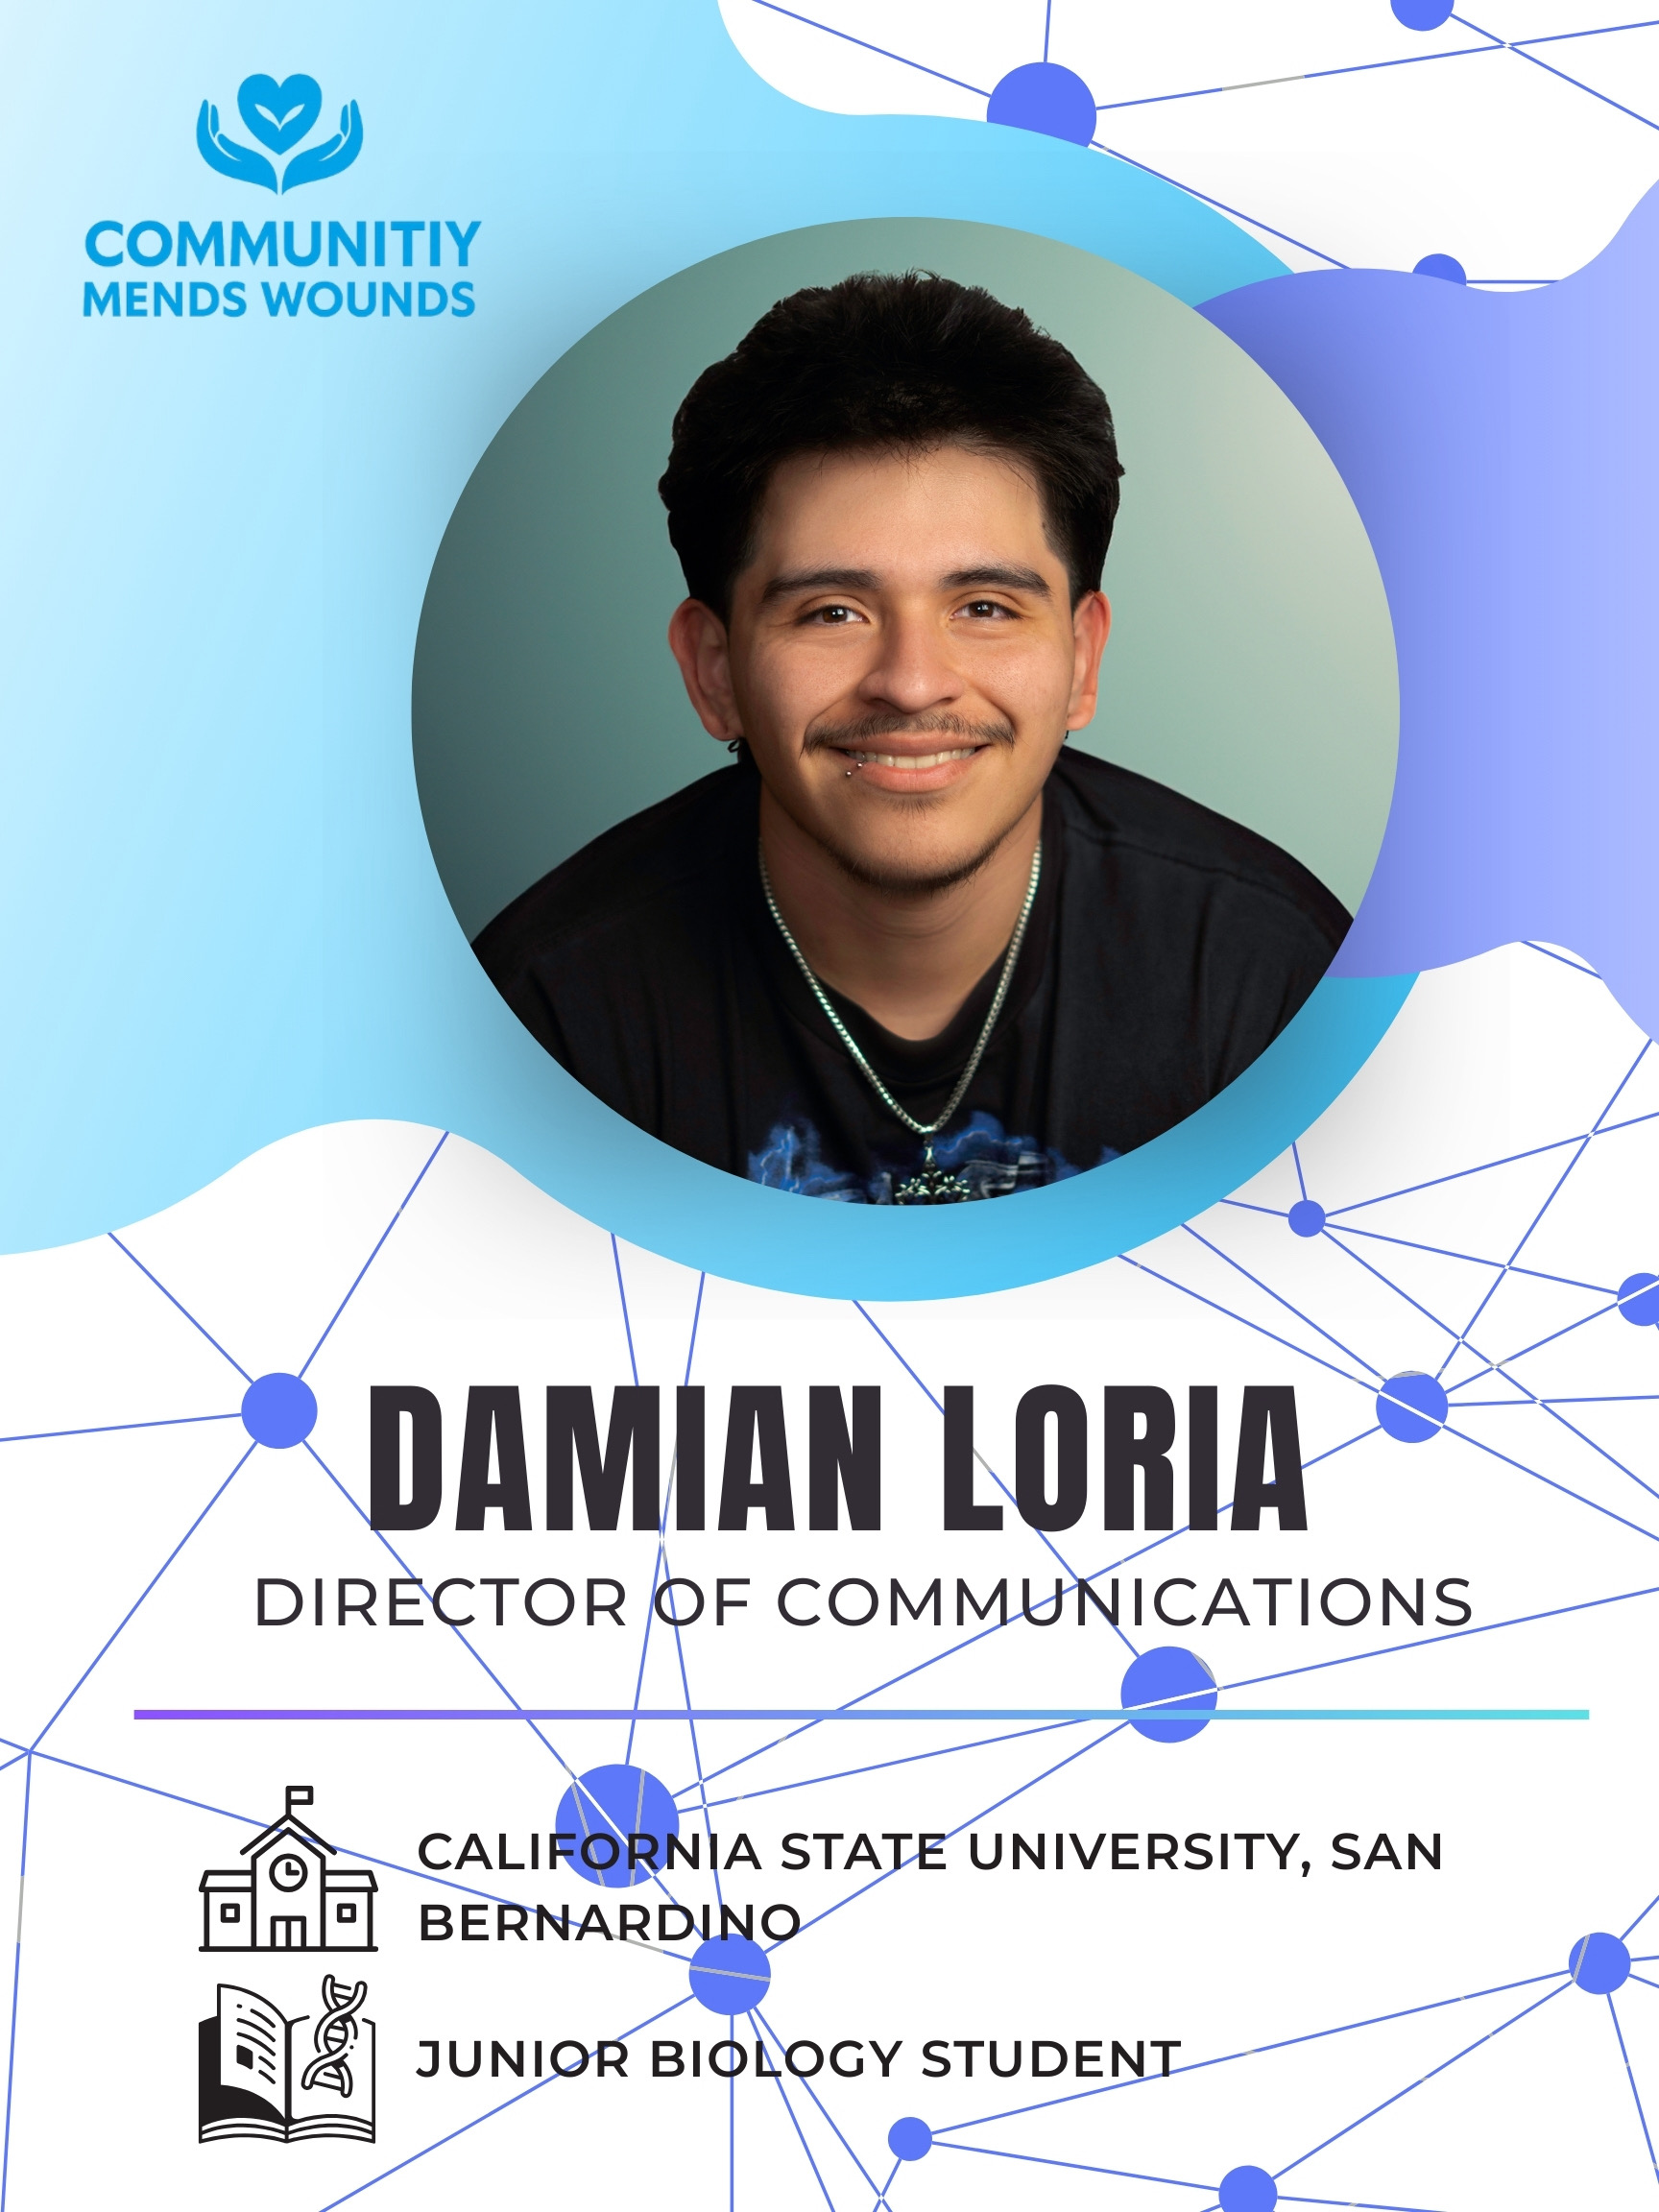 COMMUNITIY
MENDS WOUNDS
DAMIAN LORIA
DIRECTOR OF COMMUNICATIONS
CALIFORNIA STATE UNIVERSITY, SAN
BERNARDINO
JUNIOR BIOLOGY STUDENT